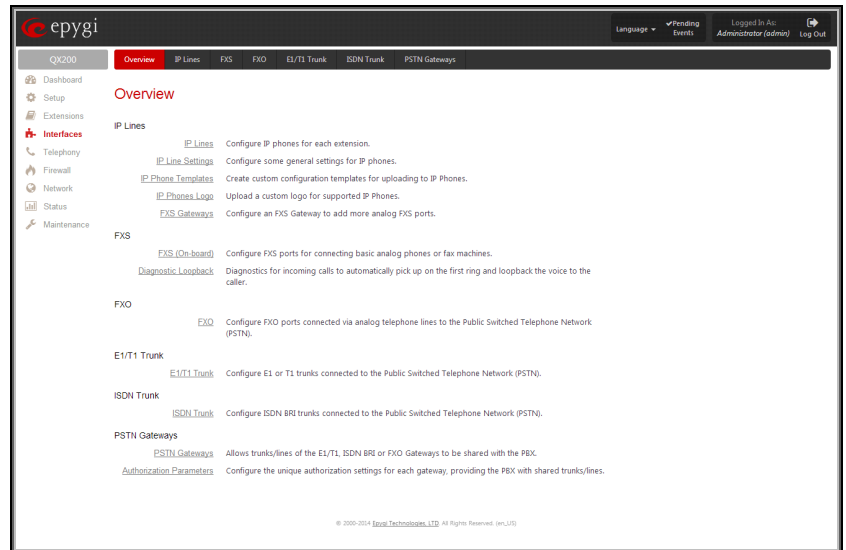 epygi
Language
Pending Events
Logged In As:
Administrator (admin)
Log Out
QX200
Overview IP Lines FXS FXO E1/T1 Trunk ISDN Trunk PSTN Gateways
Dashboard
Setup
Extensions
Interfaces
Telephony
Firewall
Network
Status
Maintenance
Overview
IP Lines
IP Lines Configure IP phones for each extension.
IP Line Settings Configure some general settings for IP phones.
IP Phone Templates Create custom configuration templates for uploading to IP Phones.
IP Phones Logo Upload a custom logo for supported IP Phones.
FXS Gateways Configure an FXS Gateway to add more analog FXS ports.
FXS
FXS (On-board) Configure FXS ports for connecting basic analog phones or fax machines.
Diagnostic Loopback Diagnostics for incoming calls to automatically pick up on the first ring and loopback the voice to the
caller.
FXO
FXO Configure FXO ports connected via analog telephone lines to the Public Switched Telephone Network
(PSTN).
E1/T1 Trunk
E1/T1 Trunk Configure E1 or T1 trunks connected to the Public Switched Telephone Network (PSTN).
ISDN Trunk
ISDN Trunk Configure ISDN BRI trunks connected to the Public Switched Telephone Network (PSTN).
PSTN Gateways
PSTN Gateways Allows trunks/lines of the E1/T1, ISDN BRI or FXO Gateways to be shared with the PBX.
Authorization Parameters Configure the unique authorization settings for each gateway, providing the PBX with shared trunks/lines.
© 2000-2014 Epygi Technologies, LTD. All Rights Reserved. (en_US)